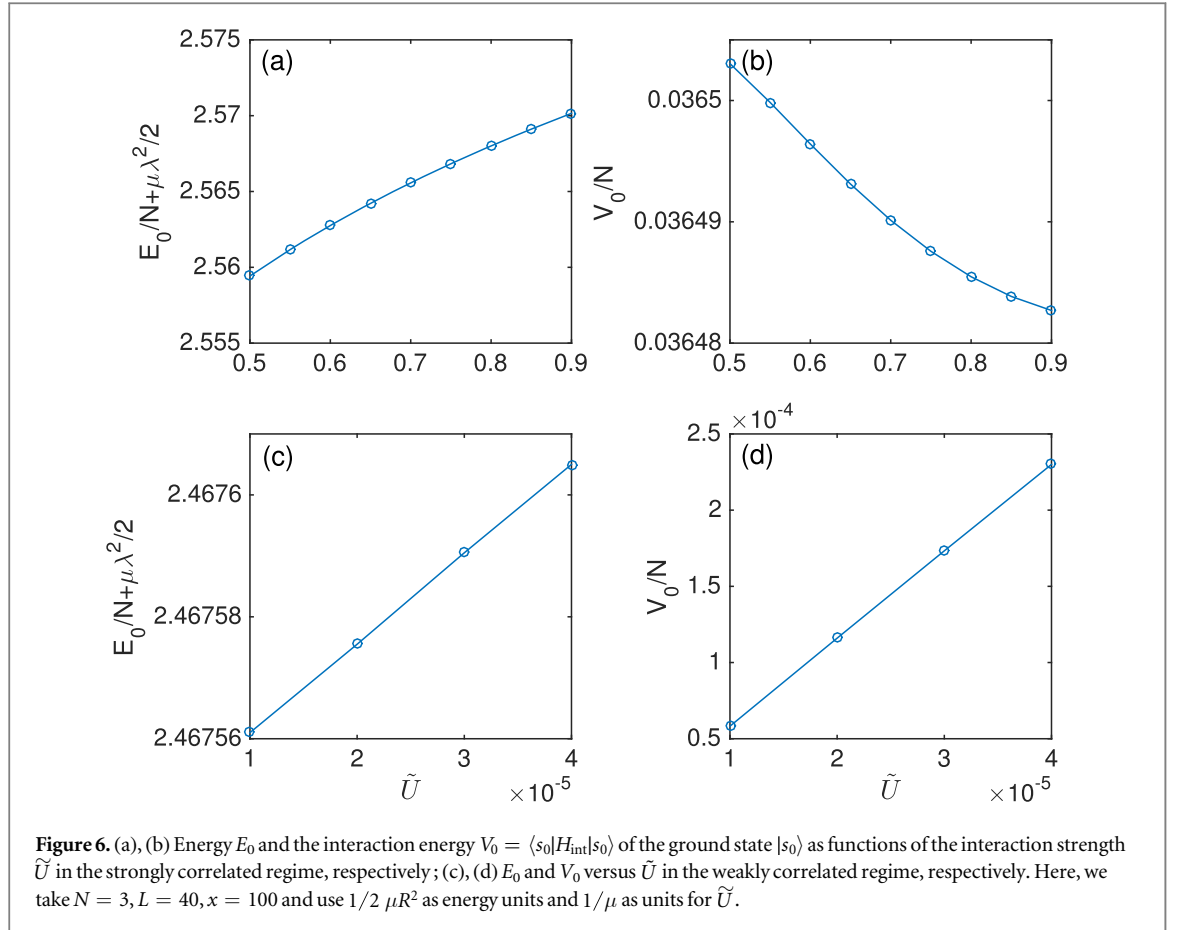 2.575
2.57
2.565
2.56
2.555
E₀/N+μλ²/2
(a)
0.5 0.6 0.7 0.8 0.9
0.0365
0.03649
0.03648
V₀/N
(b)
0.5 0.6 0.7 0.8 0.9
2.4676
2.46758
2.46756
E₀/N+μλ²/2
(c)
1 2 3 4
Ũ ×10⁻⁵
×10⁻⁴
2.5
2
1.5
1
0.5
V₀/N
(d)
1 2 3 4
Ũ ×10⁻⁵
Figure 6. (a), (b) Energy E₀ and the interaction energy V₀ = ⟨s₀|H_int|s₀⟩ of the ground state |s₀⟩ as functions of the interaction strength
Ũ in the strongly correlated regime, respectively; (c), (d) E₀ and V₀ versus Ũ in the weakly correlated regime, respectively. Here, we
take N = 3, L = 40, x = 100 and use 1/2 μR² as energy units and 1/μ as units for Ũ.